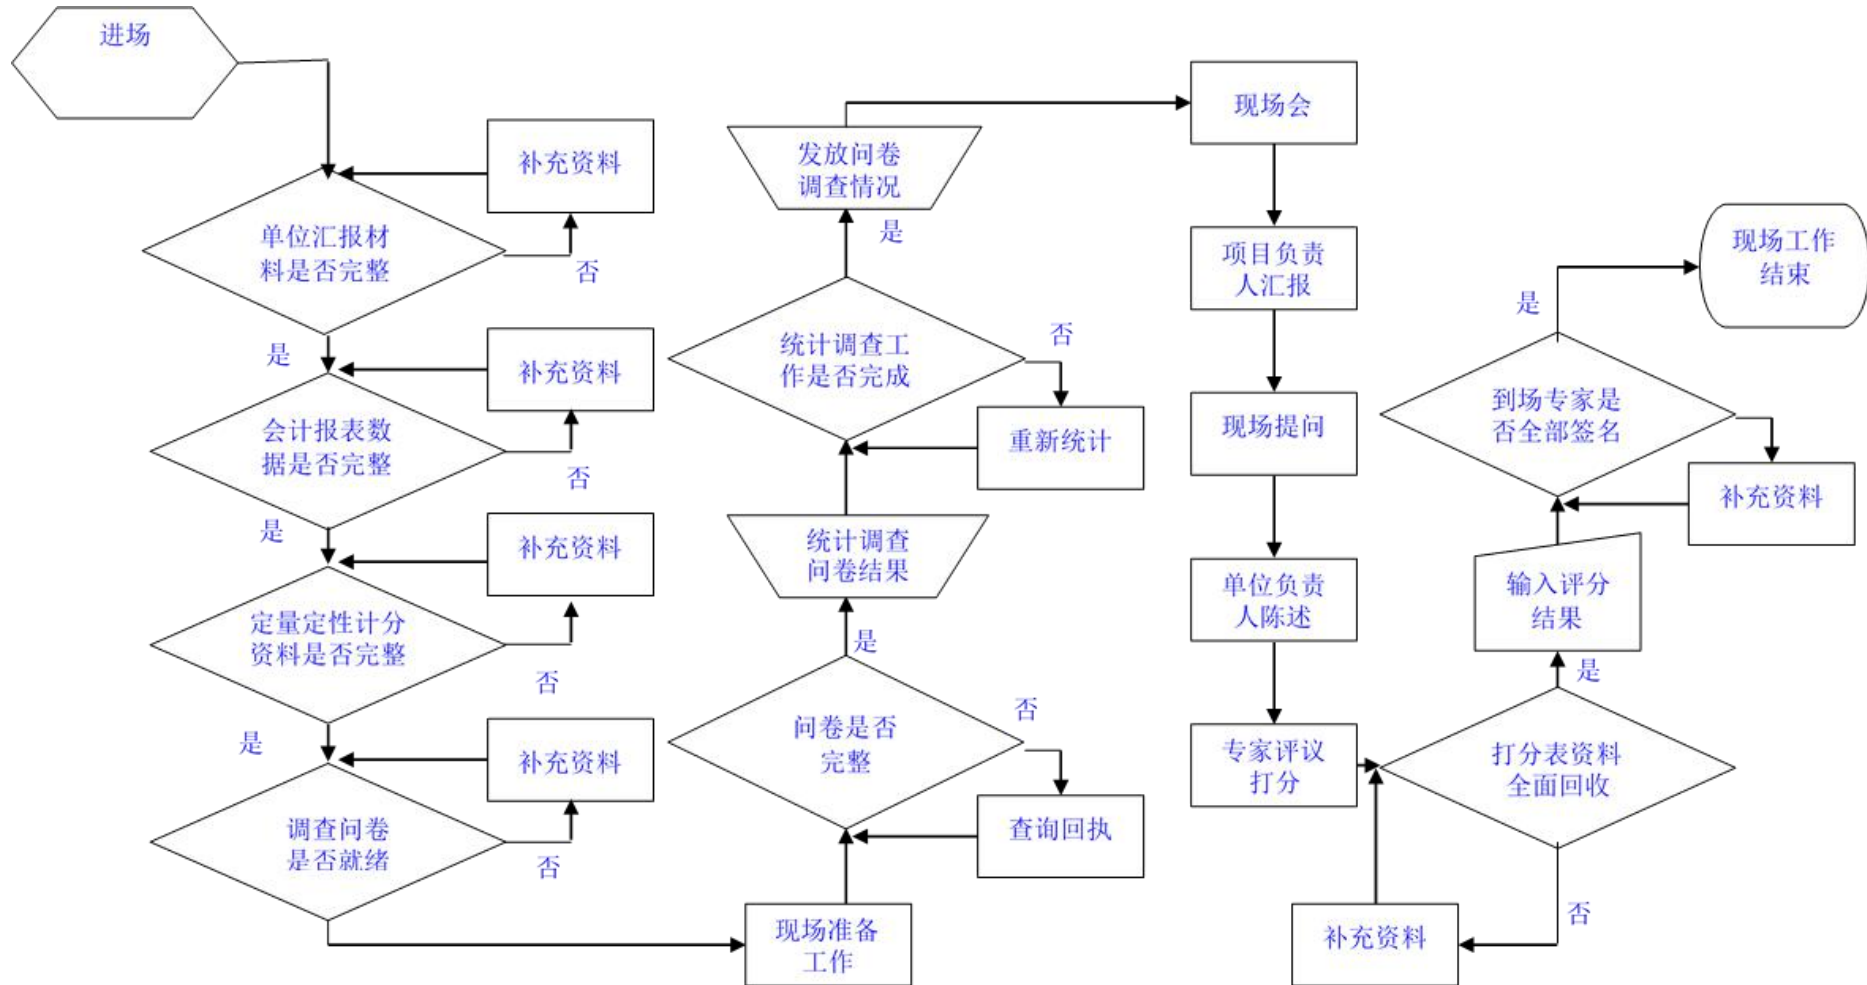 进场
补充资料
单位汇报材
料是否完整
否
是
补充资料
会计报表数
据是否完整
否
是
补充资料
定量定性计分
资料是否完整
否
是
补充资料
调查问卷
是否就绪
否
现场准备
工作
问卷是否
完整
否
查询回执
是
统计调查
问卷结果
统计调查工
作是否完成
否
重新统计
是
发放问卷
调查情况
现场会
项目负责
人汇报
现场提问
单位负责
人陈述
专家评议
打分
打分表资料
全面回收
否
补充资料
是
输入评分
结果
到场专家是
否全部签名
补充资料
是
现场工作
结束